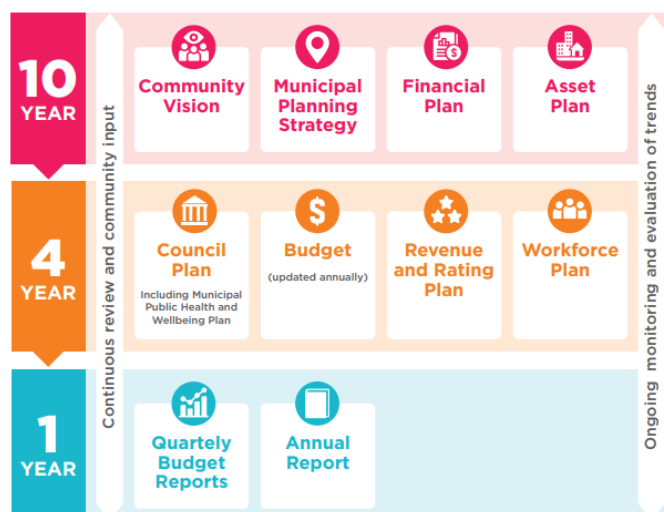 10
YEAR
Continuous review and community input
Community
Vision
Municipal
Planning
Strategy
Financial
Plan
Asset
Plan
Ongoing monitoring and evaluation of trends
4
YEAR
Council
Plan
Including Municipal
Public Health and
Wellbeing Plan
$
Budget
(updated annually)
Revenue
and Rating
Plan
Workforce
Plan
1
YEAR
Quartely
Budget
Reports
Annual
Report